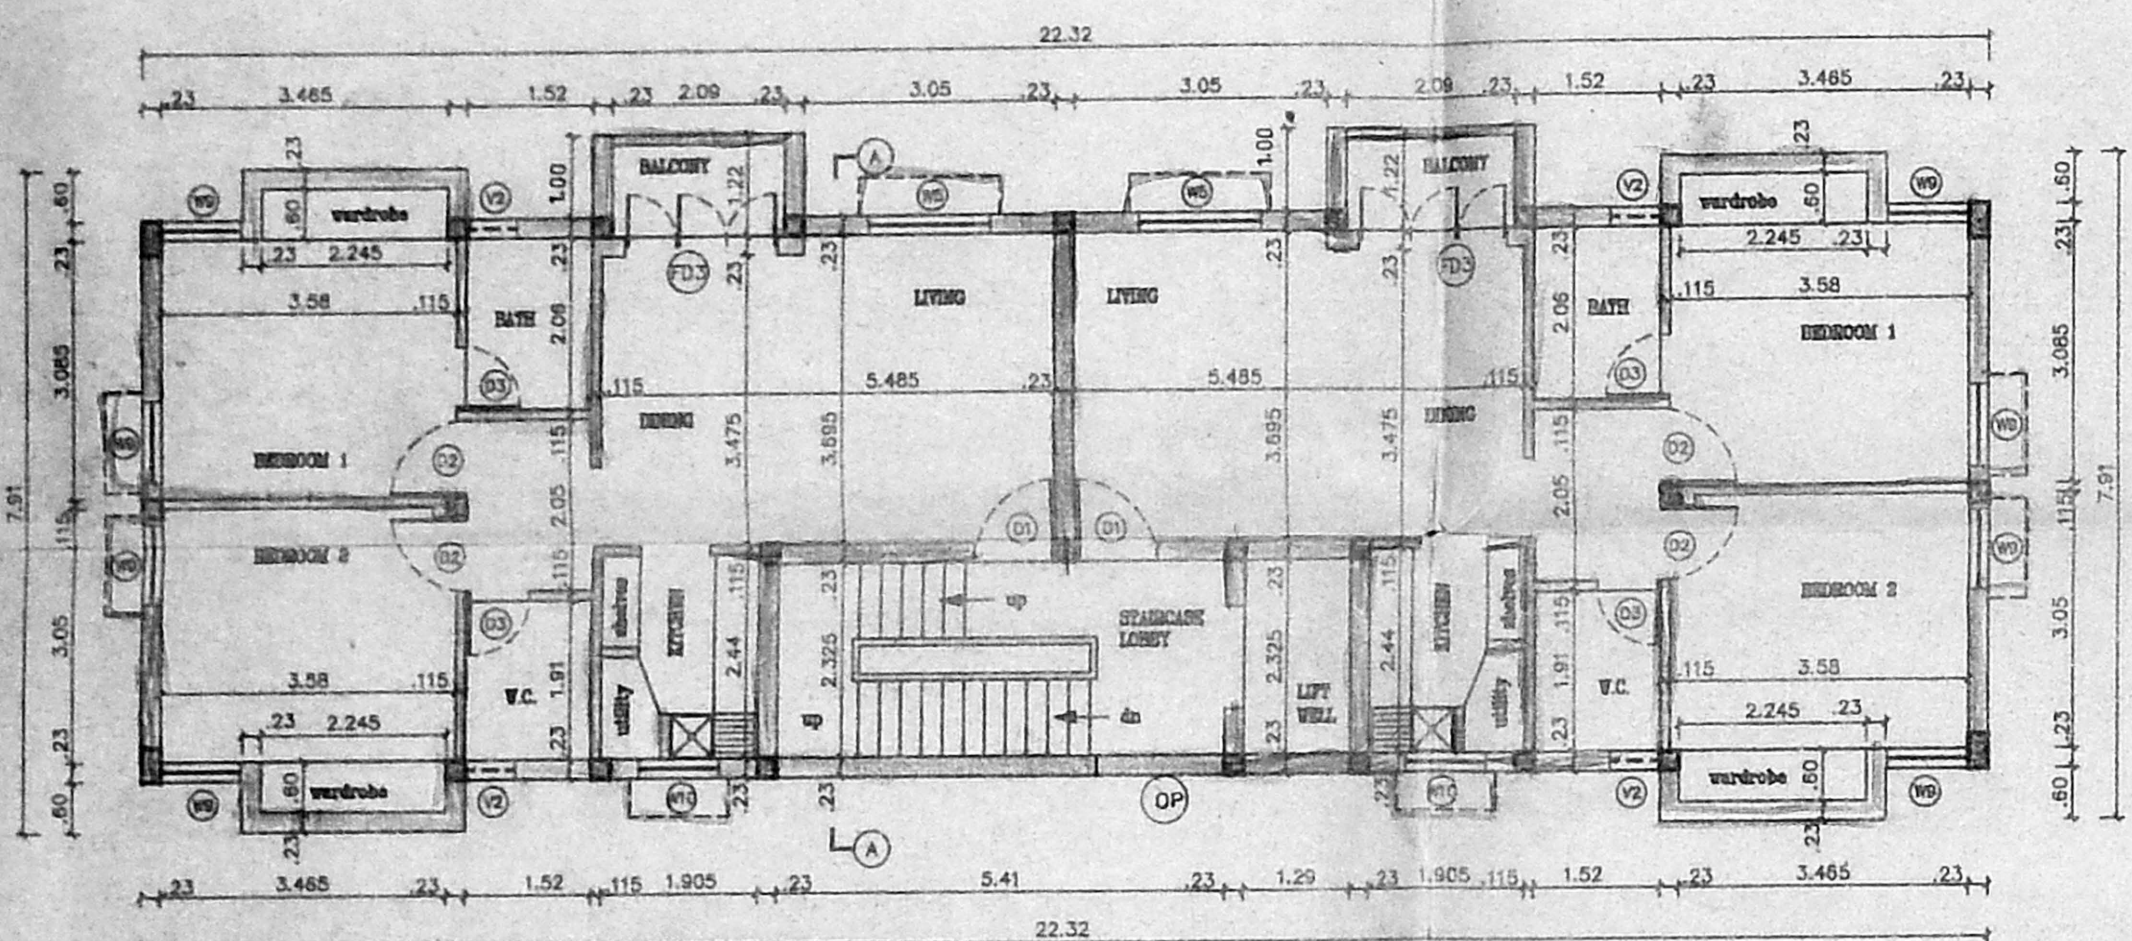 22.32
.23 3.465 1.52 .23 2.09 .23 3.05 .23 3.05 .23 2.09 .23 1.52 .23 3.465 .23
.60 .23 W9 .60 wardrobe V2 1.00 BALCONY 1.22 A W5 W5 1.00 1.22 BALCONY V2 .23 wardrobe .60 W9 .60
.23 .23 2.245 .23 FD3 .23 .23 .23 .23 FD3 .23 2.245 .23 .23
3.58 .115 BATH 2.06 LIVING LIVING 2.06 BATH .115 3.58
BEDROOM 1
3.085 D3 .115 5.485 .23 5.485 .115 D3 3.085
DINING DINING
BEDROOM 1 D2 .115 3.475 3.695 3.695 3.475 .115 D2
7.91 .115 2.05 D1 D1 2.05 .115 7.91
BEDROOM 2 D2 D2
.115 .115 .23 .23 .115 .115
shelves KITCHEN up STAIRCASE LOBBY KITCHEN shelves BEDROOM 2
3.05 D3 D3 3.05
3.58 .115 W.C. 1.91 2.44 2.325 2.325 2.44 1.91 W.C. .115 3.58
utility up dn LIFT WELL utility
.23 .23 2.245 .23 .23 .23 2.245 .23 .23
.60 W9 .60 wardrobe V2 W10 .23 .23 OP .23 W10 V2 wardrobe .60 W9 .60
.23 A .23
.23 3.465 .23 1.52 .115 1.905 .23 5.41 .23 1.29 .23 1.905 .115 1.52 .23 3.465 .23
22.32